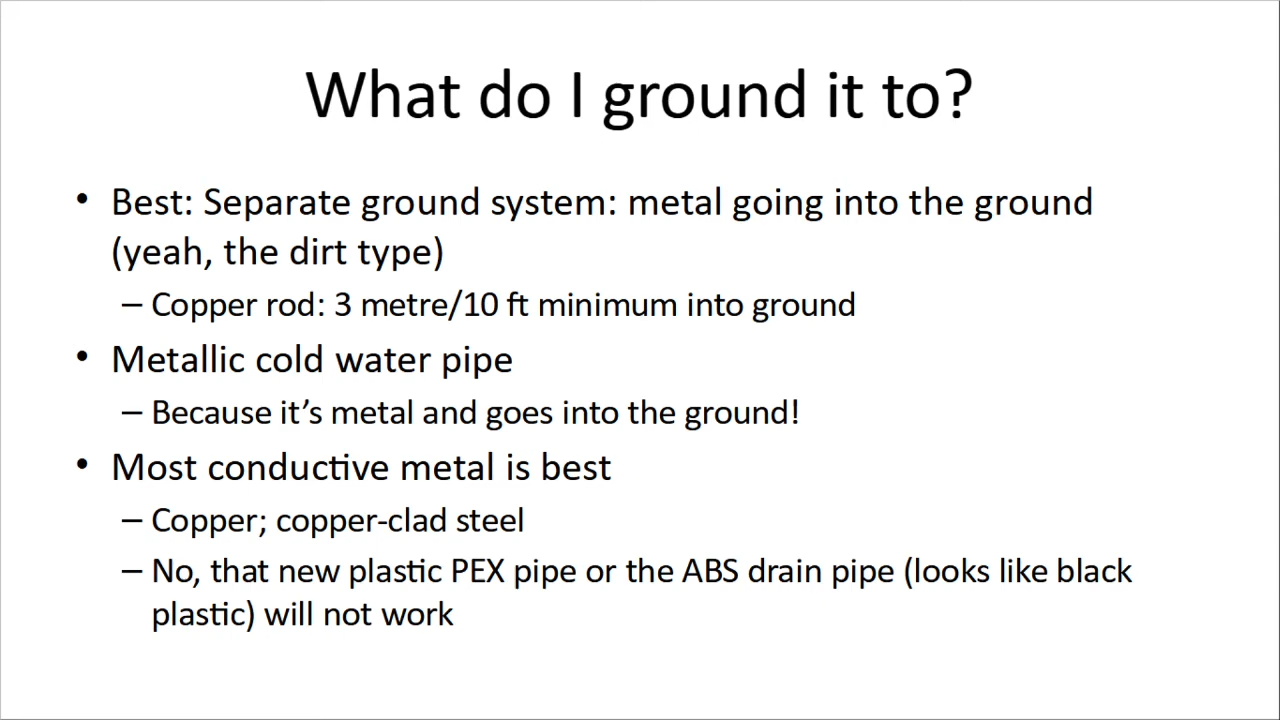 What do I ground it to?
• Best: Separate ground system: metal going into the ground
(yeah, the dirt type)
– Copper rod: 3 metre/10 ft minimum into ground
• Metallic cold water pipe
– Because it’s metal and goes into the ground!
• Most conductive metal is best
– Copper; copper-clad steel
– No, that new plastic PEX pipe or the ABS drain pipe (looks like black
plastic) will not work